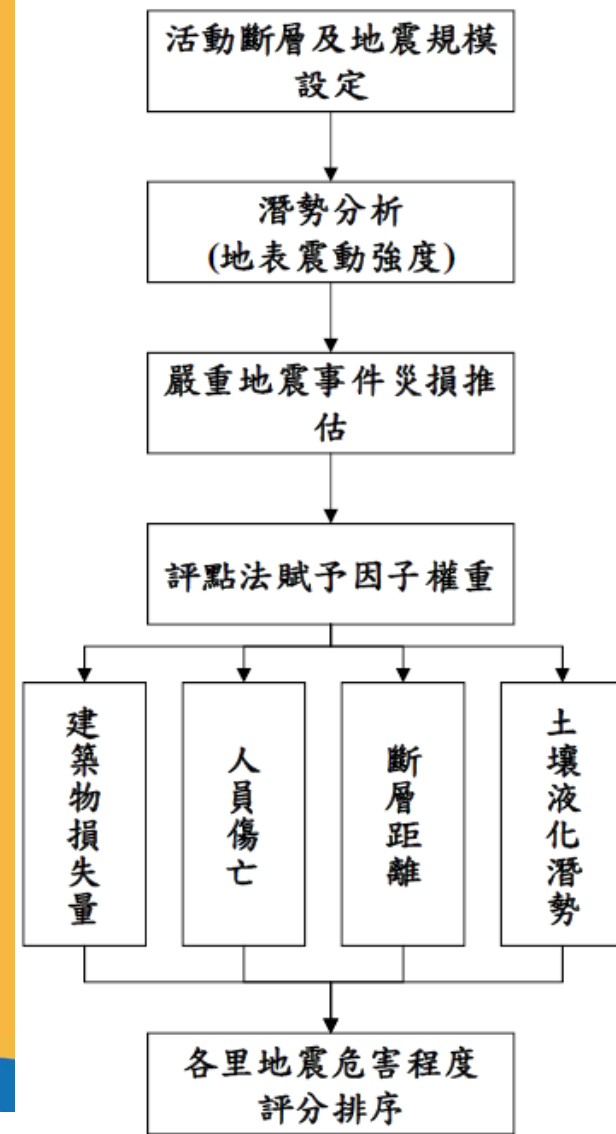 活動斷層及地震規模
設定
潛勢分析
(地表震動強度)
嚴重地震事件災損推
估
評點法賦予因子權重
建築物損失量
人員傷亡
斷層距離
土壤液化潛勢
各里地震危害程度
評分排序